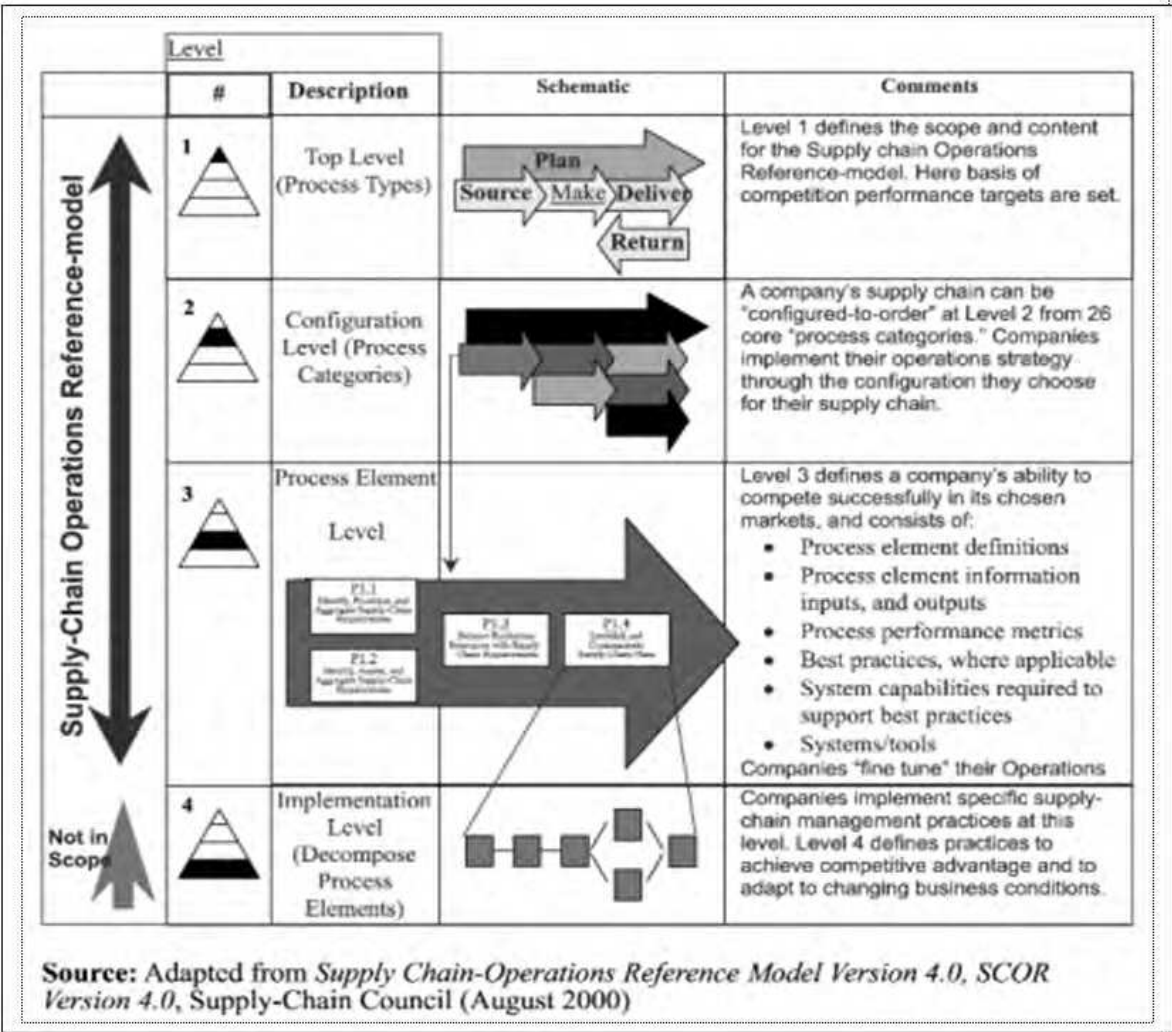 Level
#
Description
Schematic
Comments
Supply-Chain Operations Reference-model
1
Top Level
(Process Types)
Plan
Source
Make
Deliver
Return
Level 1 defines the scope and content
for the Supply chain Operations
Reference-model. Here basis of
competition performance targets are set.
2
Configuration
Level (Process
Categories)
A company's supply chain can be
"configured-to-order" at Level 2 from 26
core "process categories." Companies
implement their operations strategy
through the configuration they choose
for their supply chain.
3
Process Element
Level
P1.1
Aggregate Supply-Chain
Requirements
P1.2
Aggregate Supply-Chain
Requirements
P1.3
P1.4
Level 3 defines a company's ability to
compete successfully in its chosen
markets, and consists of:
• Process element definitions
• Process element information
inputs, and outputs
• Process performance metrics
• Best practices, where applicable
• System capabilities required to
support best practices
• Systems/tools
Companies "fine tune" their Operations
Not in
Scope
4
Implementation
Level
(Decompose
Process
Elements)
Companies implement specific supply-
chain management practices at this
level. Level 4 defines practices to
achieve competitive advantage and to
adapt to changing business conditions.
Source: Adapted from Supply Chain-Operations Reference Model Version 4.0, SCOR
Version 4.0, Supply-Chain Council (August 2000)